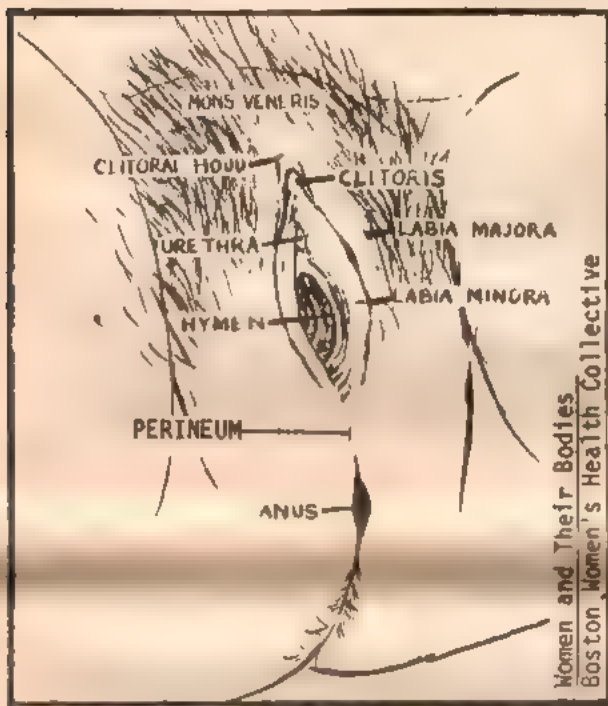 MONS VENERIS
CLITORAL HOOD
CLITORIS
URETHRA
LABIA MAJORA
LABIA MINORA
HYMEN
PERINEUM
ANUS
Women and Their Bodies
Boston Women's Health Collective